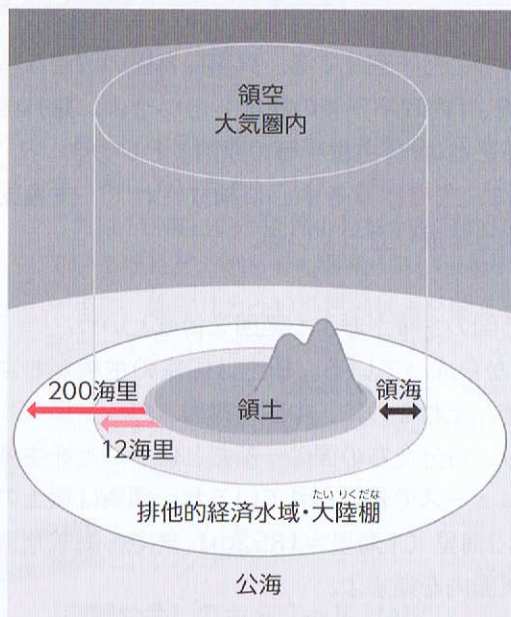 領空
大気圏内
200海里
領土
領海
12海里
たいりくだな
排他的経済水域・大陸棚
公海